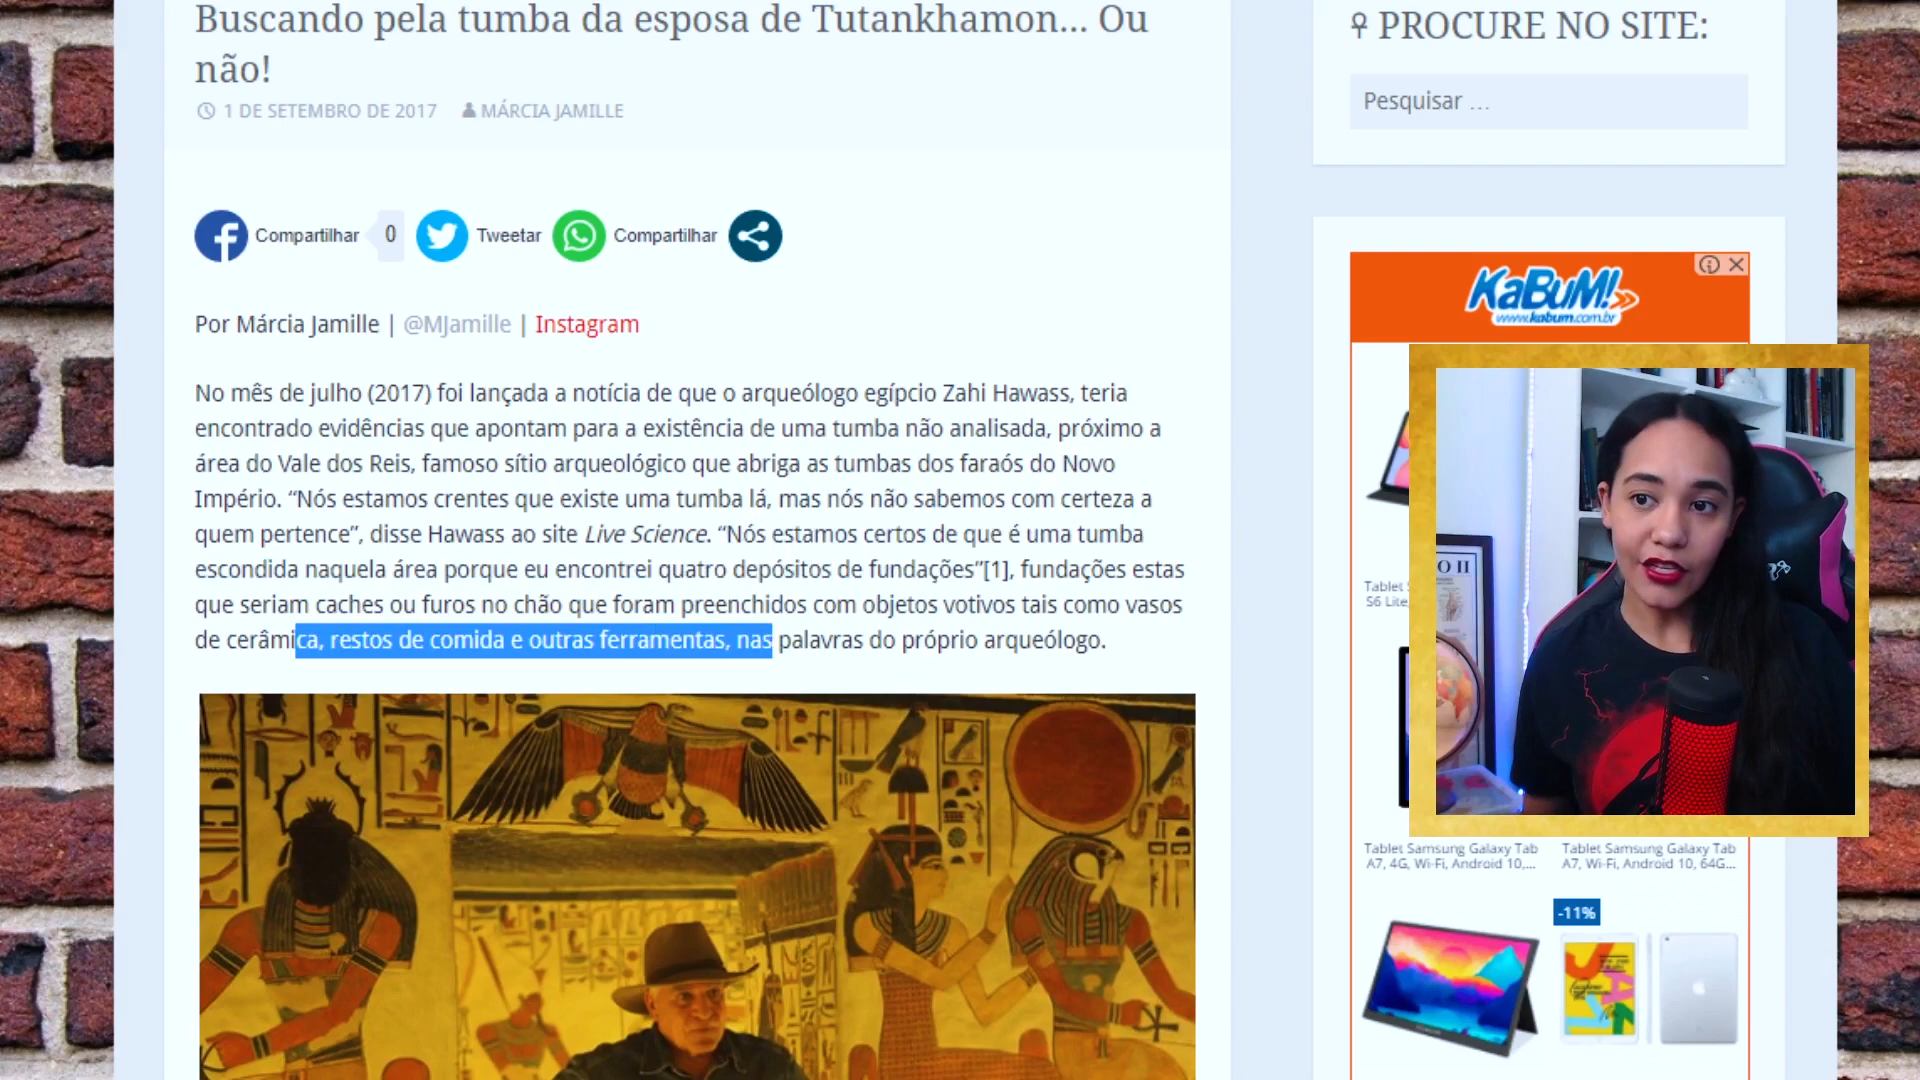 Buscando pela tumba da esposa de Tutankhamon... Ou
não!
1 DE SETEMBRO DE 2017 MÁRCIA JAMILLE
Compartilhar 0 Tweetar Compartilhar
Por Márcia Jamille | @MJamille | Instagram
No mês de julho (2017) foi lançada a notícia de que o arqueólogo egípcio Zahi Hawass, teria
encontrado evidências que apontam para a existência de uma tumba não analisada, próximo a
área do Vale dos Reis, famoso sítio arqueológico que abriga as tumbas dos faraós do Novo
Império. “Nós estamos crentes que existe uma tumba lá, mas nós não sabemos com certeza a
quem pertence”, disse Hawass ao site Live Science. “Nós estamos certos de que é uma tumba
escondida naquela área porque eu encontrei quatro depósitos de fundações”[1], fundações estas
que seriam caches ou furos no chão que foram preenchidos com objetos votivos tais como vasos
de cerâmica, restos de comida e outras ferramentas, nas palavras do próprio arqueólogo.
PROCURE NO SITE:
Pesquisar …
KaBuM!
www.kabum.com.br
Tablet
S6 Lite,
O II
Tablet Samsung Galaxy Tab
A7, 4G, Wi-Fi, Android 10,...
Tablet Samsung Galaxy Tab
A7, Wi-Fi, Android 10, 64G...
-11%